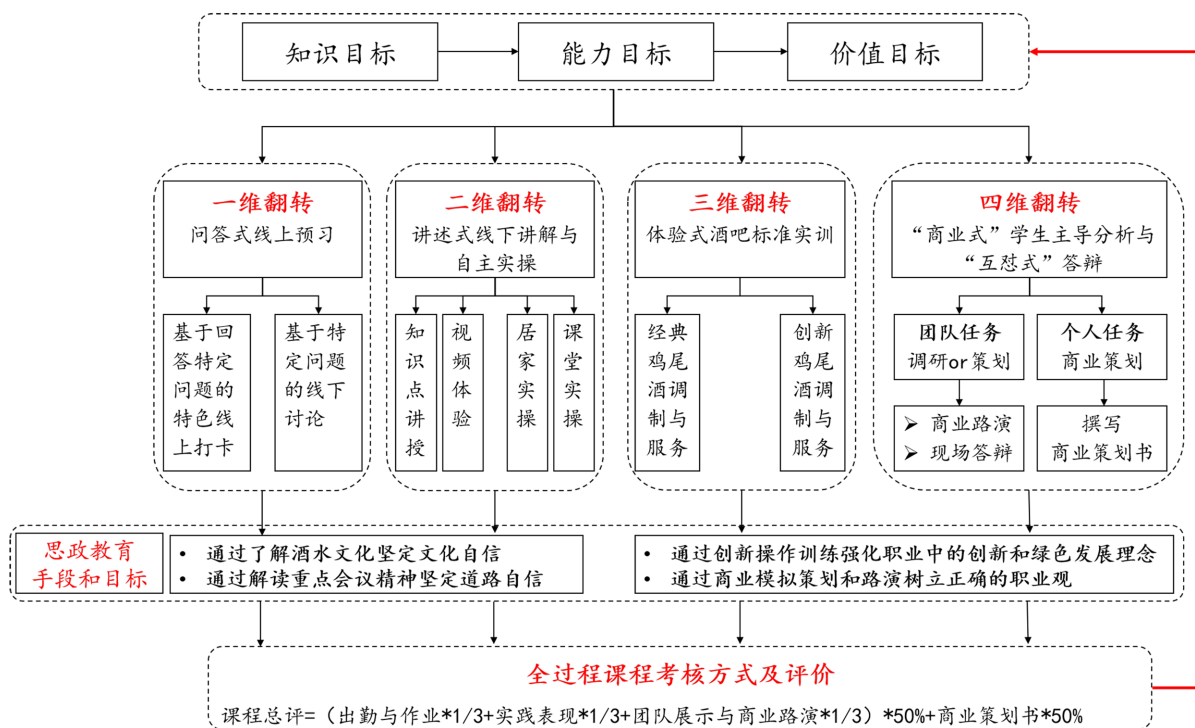 知识目标
能力目标
价值目标
一维翻转
问答式线上预习
基于回
答特定
问题的
特色线
上打卡
基于特
定问题
的线下
讨论
二维翻转
讲述式线下讲解与
自主实操
知识点讲授
视频体验
居家实操
课堂实操
三维翻转
体验式酒吧标准实训
经典
鸡尾
酒调
制与
服务
创新
鸡尾
酒调
制与
服务
四维翻转
“商业式”学生主导分析与
“互怼式”答辩
团队任务
调研or策划
➢ 商业路演
➢ 现场答辩
个人任务
商业策划
撰写
商业策划书
思政教育
手段和目标
• 通过了解酒水文化坚定文化自信
• 通过解读重点会议精神坚定道路自信
• 通过创新操作训练强化职业中的创新和绿色发展理念
• 通过商业模拟策划和路演树立正确的职业观
全过程课程考核方式及评价
课程总评=（出勤与作业*1/3+实践表现*1/3+团队展示与商业路演*1/3）*50%+商业策划书*50%